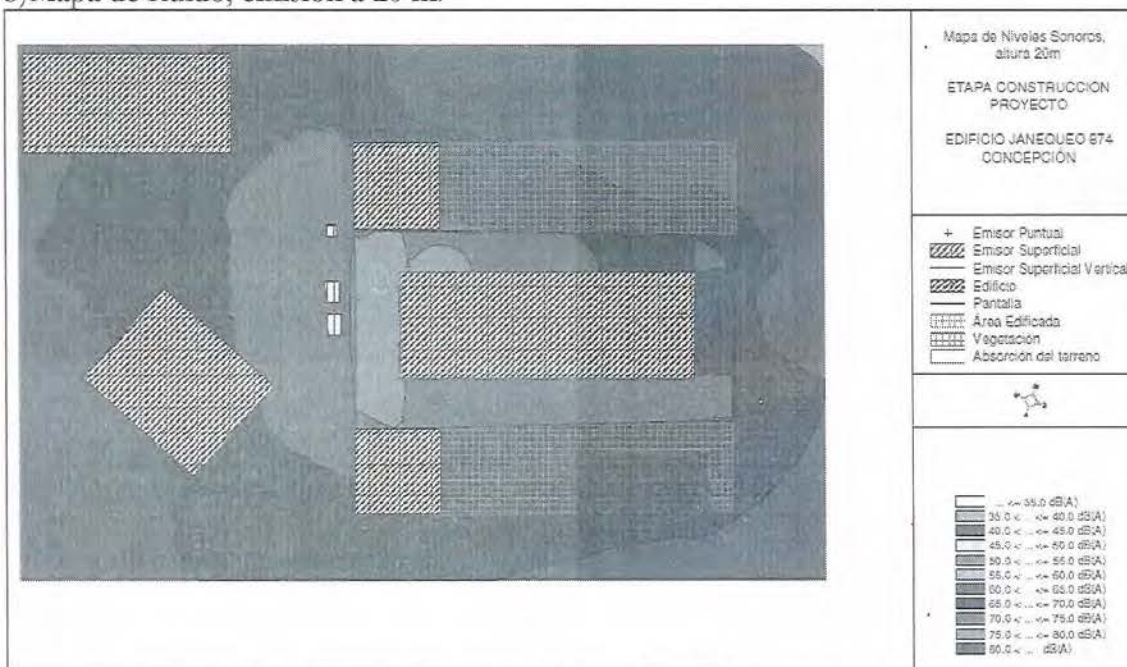 Mapa de Niveles Sonoros,
altura 20m
ETAPA CONSTRUCCIÓN
PROYECTO
EDIFICIO JANEQUEO 874
CONCEPCIÓN
+ Emisor Puntual
Emisor Superficial
Emisor Superficial Vertical
Edificio
Pantalla
Area Edificada
Vegetación
Absorción del terreno
... <= 35.0 dB(A)
35.0 < ... <= 40.0 dB(A)
40.0 < ... <= 45.0 dB(A)
45.0 < ... <= 50.0 dB(A)
50.0 < ... <= 55.0 dB(A)
55.0 < ... <= 60.0 dB(A)
60.0 < ... <= 65.0 dB(A)
65.0 < ... <= 70.0 dB(A)
70.0 < ... <= 75.0 dB(A)
75.0 < ... <= 80.0 dB(A)
80.0 < ... dB(A)